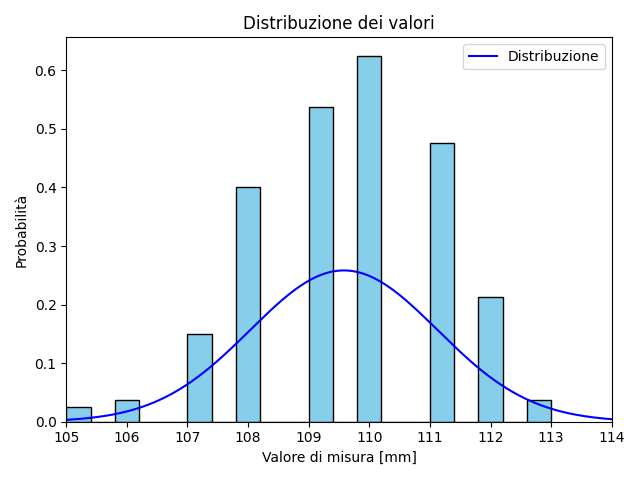 Distribuzione dei valori
Distribuzione
Probabilità
0.6
0.5
0.4
0.3
0.2
0.1
0.0
105 106 107 108 109 110 111 112 113 114
Valore di misura [mm]